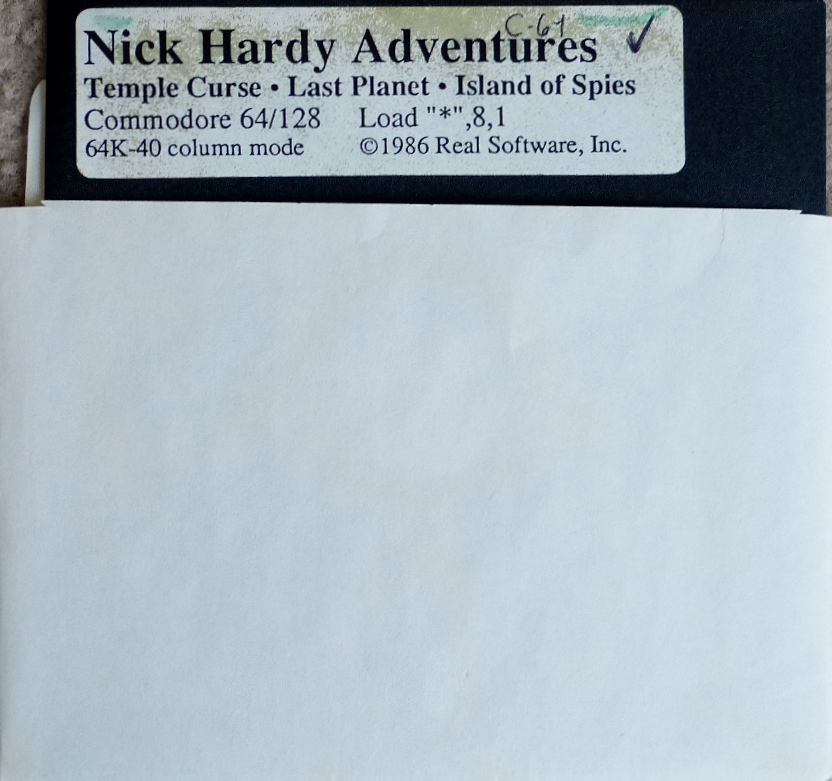 C-64 ✓
Nick Hardy Adventures
Temple Curse • Last Planet • Island of Spies
Commodore 64/128 Load "*",8,1
64K-40 column mode ©1986 Real Software, Inc.